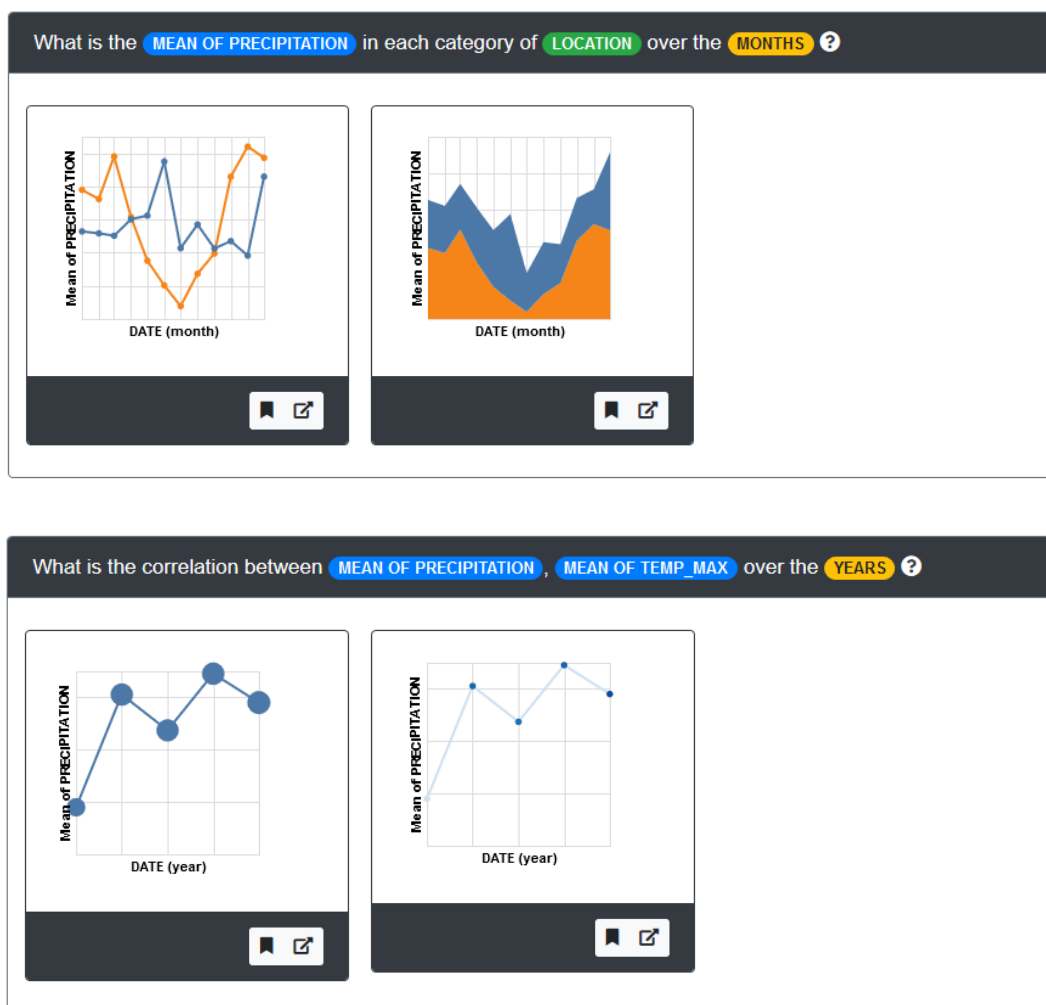 What is the MEAN OF PRECIPITATION in each category of LOCATION over the MONTHS ?
Mean of PRECIPITATION
DATE (month)
Mean of PRECIPITATION
DATE (month)
What is the correlation between MEAN OF PRECIPITATION , MEAN OF TEMP_MAX over the YEARS ?
Mean of PRECIPITATION
DATE (year)
Mean of PRECIPITATION
DATE (year)